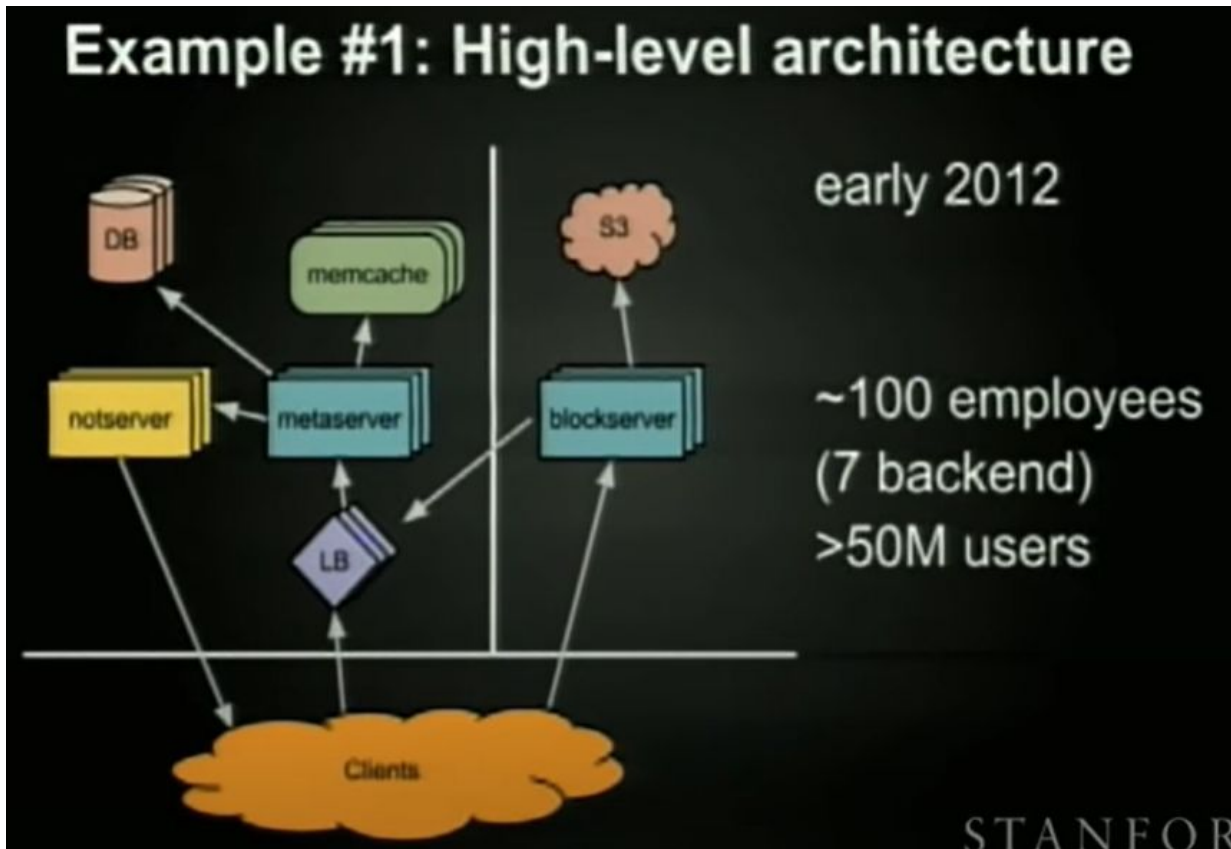 Example #1: High-level architecture
early 2012
DB
S3
memcache
notserver
metaserver
blockserver
~100 employees
(7 backend)
>50M users
LB
Clients
STANFOR